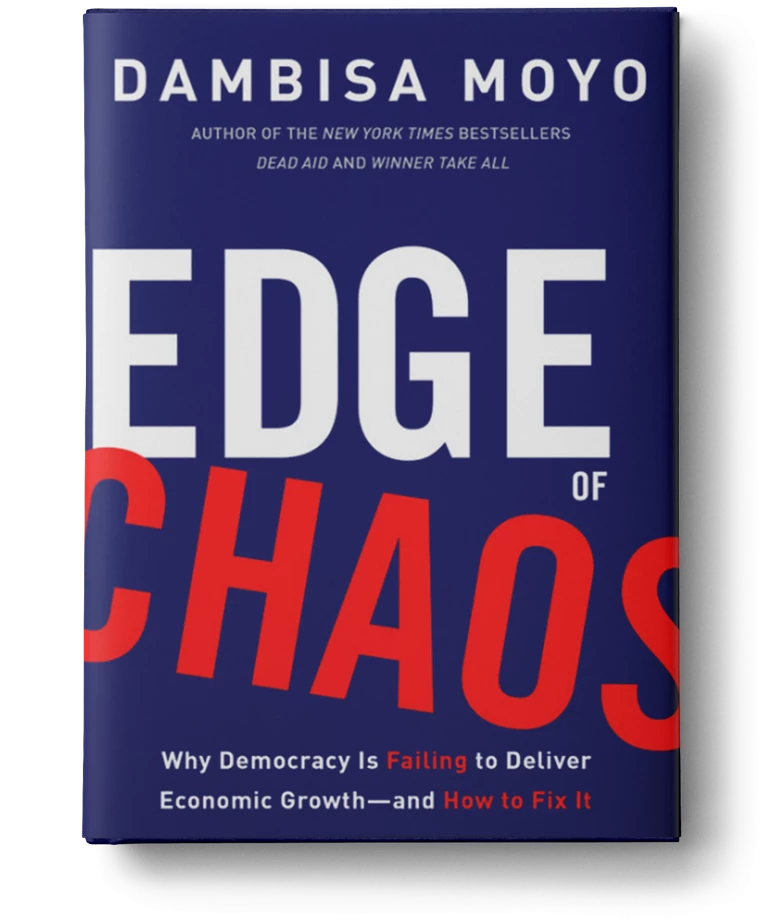 DAMBISA MOYO
AUTHOR OF THE NEW YORK TIMES BESTSELLERS
DEAD AID AND WINNER TAKE ALL
EDGE
OF
CHAOS
Why Democracy Is Failing to Deliver
Economic Growth—and How to Fix It